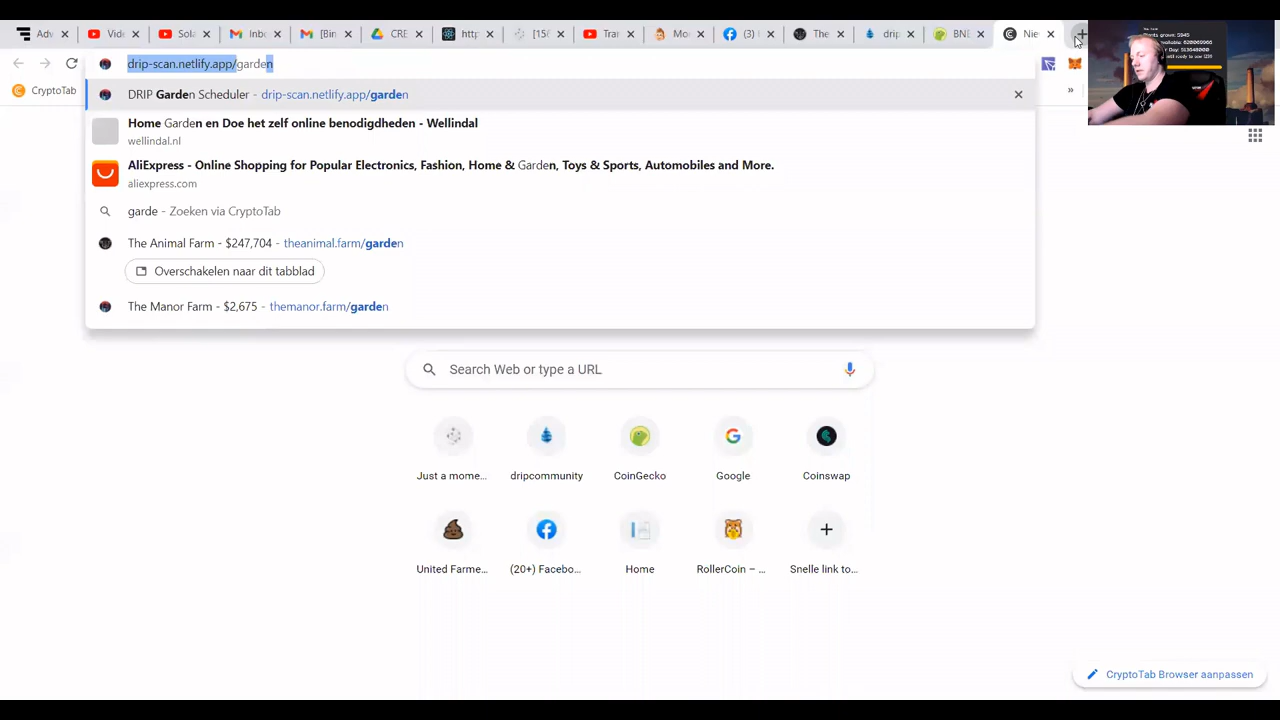 Adv
Vide
Sola
Inbo
[Bin
CRE
http
[15(
Tra
Mo
(3) 
The
drip
BNE
Nie
drip-scan.netlify.app/garden
CryptoTab
»
DRIP Garden Scheduler - drip-scan.netlify.app/garden
Home Garden en Doe het zelf online benodigdheden - Wellindal
wellindal.nl
AliExpress - Online Shopping for Popular Electronics, Fashion, Home & Garden, Toys & Sports, Automobiles and More.
aliexpress.com
garde - Zoeken via CryptoTab
The Animal Farm - $247,704 - theanimal.farm/garden
Overschakelen naar dit tabblad
The Manor Farm - $2,675 - themanor.farm/garden
Search Web or type a URL
Just a mome...
dripcommunity
CoinGecko
Google
Coinswap
United Farme...
(20+) Facebo...
Home
RollerCoin – ...
Snelle link to...
CryptoTab Browser aanpassen